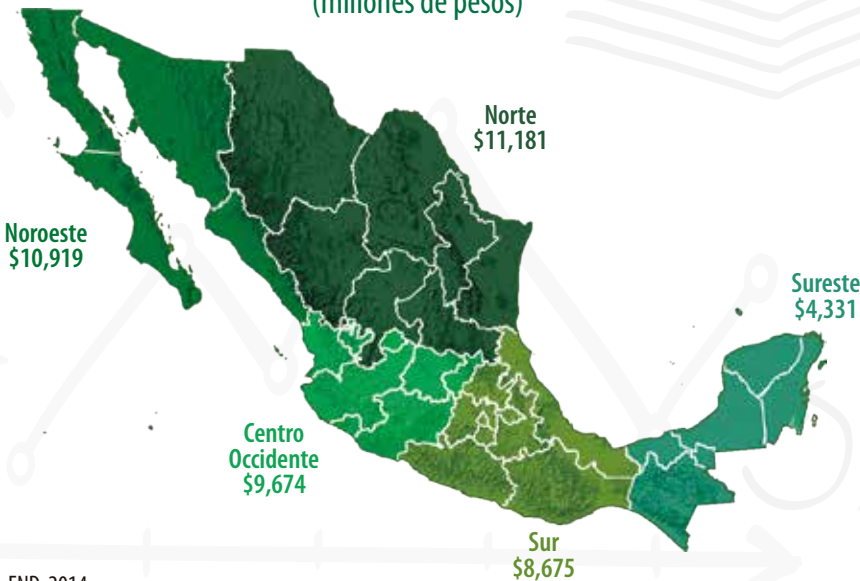 (millones de pesos)
Norte
$11,181
Noroeste
$10,919
Sureste
$4,331
Centro
Occidente
$9,674
Sur
$8,675
FND, 2014